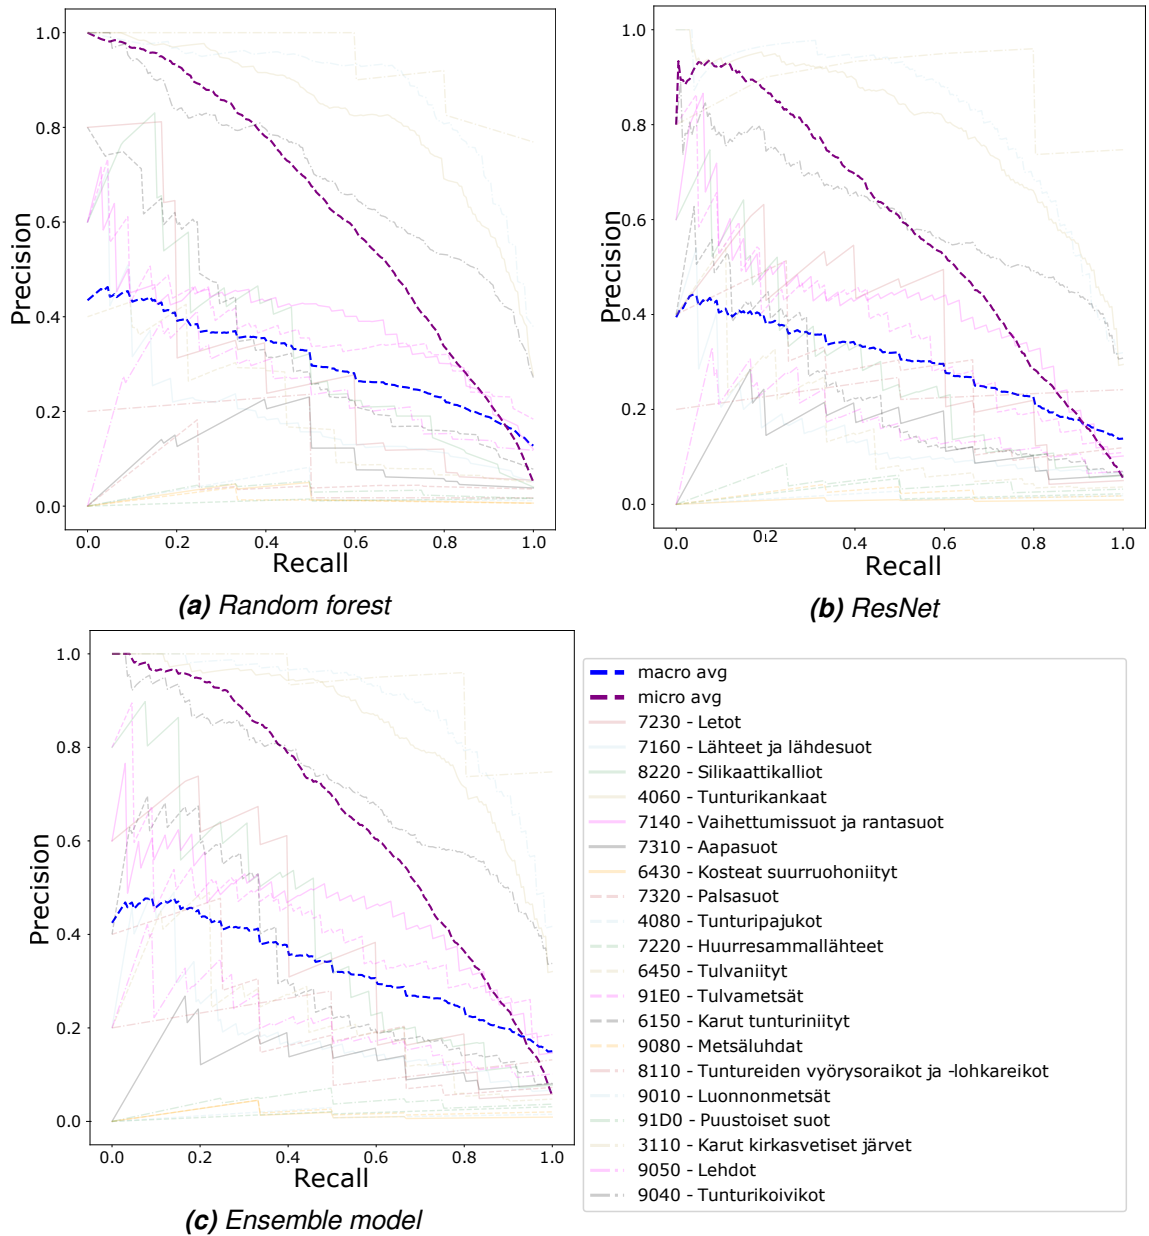 1.0
0.8
0.6
0.4
0.2
0.0
Precision
0.0 0.2 0.4 0.6 0.8 1.0
Recall
(a) Random forest
1.0
0.8
0.6
0.4
0.2
0.0
Precision
0.0 0.2 0.4 0.6 0.8 1.0
Recall
(b) ResNet
1.0
0.8
0.6
0.4
0.2
0.0
Precision
0.0 0.2 0.4 0.6 0.8 1.0
Recall
(c) Ensemble model
macro avg
micro avg
7230 - Letot
7160 - Lähteet ja lähdesuot
8220 - Silikaattikalliot
4060 - Tunturikankaat
7140 - Vaihettumissuot ja rantasuot
7310 - Aapasuot
6430 - Kosteat suurruohoniityt
7320 - Palsasuot
4080 - Tunturipajukot
7220 - Huurresammallähteet
6450 - Tulvaniityt
91E0 - Tulvametsät
6150 - Karut tunturiniityt
9080 - Metsäluhdat
8110 - Tuntureiden vyörysoraikot ja -lohkareikot
9010 - Luonnonmetsät
91D0 - Puustoiset suot
3110 - Karut kirkasvetiset järvet
9050 - Lehdot
9040 - Tunturikoivikot